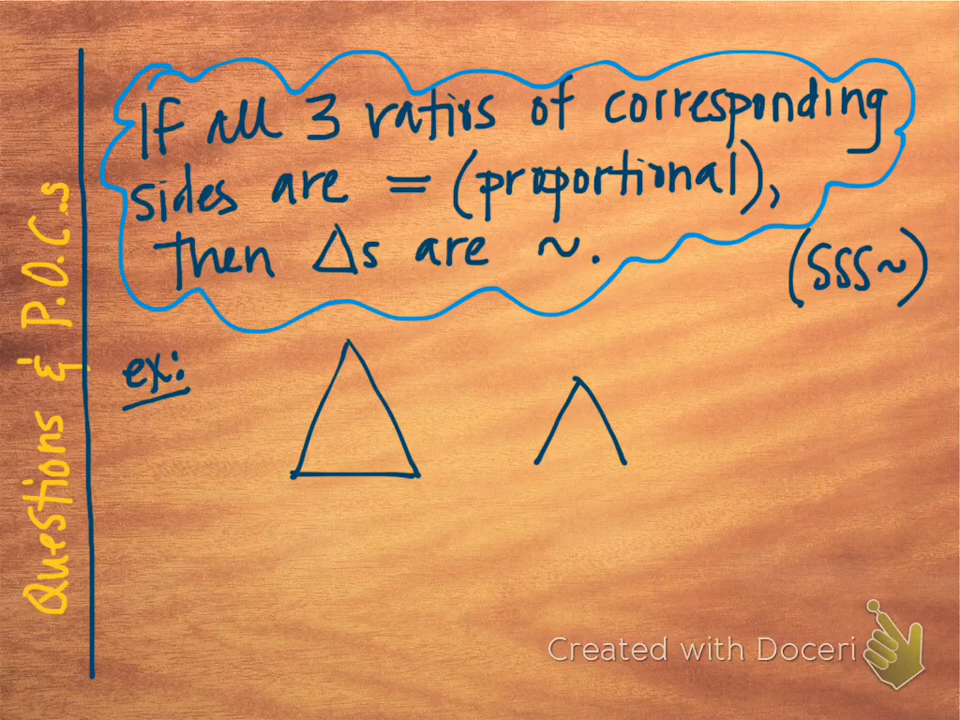 Questions & P.O.C.s
If all 3 ratios of corresponding
sides are = (proportional),
then △s are ~.
(SSS~)
ex:
Created with Doceri